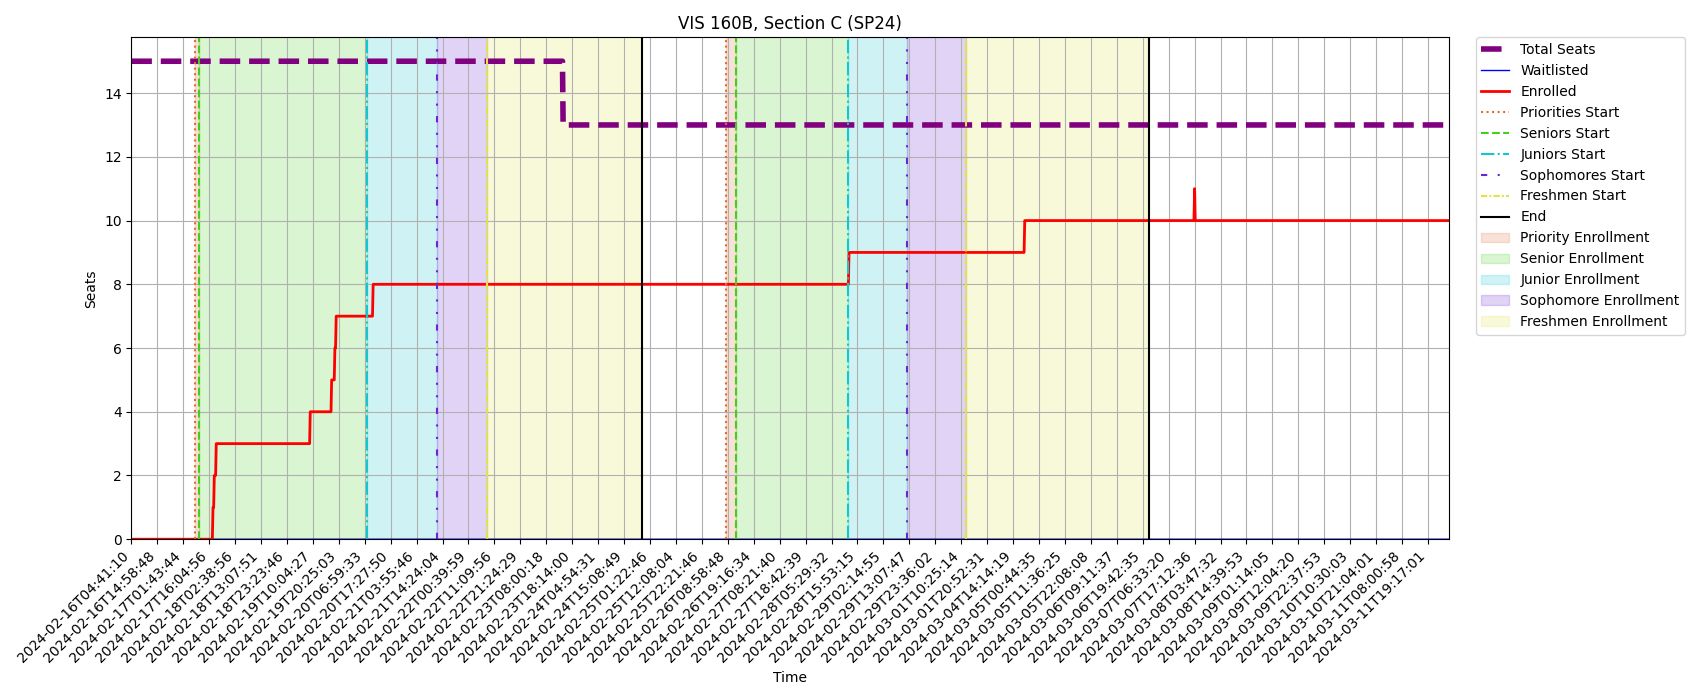 VIS 160B, Section C (SP24)
Seats
14
12
10
8
6
4
2
0
2024-02-16T04:41:10
2024-02-16T14:58:48
2024-02-17T01:43:44
2024-02-17T16:04:56
2024-02-18T02:38:56
2024-02-18T13:07:51
2024-02-18T23:23:46
2024-02-19T10:04:27
2024-02-19T20:25:03
2024-02-20T06:59:33
2024-02-20T17:27:50
2024-02-21T03:55:46
2024-02-21T14:24:04
2024-02-22T00:39:59
2024-02-22T11:09:56
2024-02-22T21:24:29
2024-02-23T08:00:18
2024-02-23T18:14:00
2024-02-24T04:54:31
2024-02-24T15:08:49
2024-02-25T01:22:46
2024-02-25T12:08:04
2024-02-25T22:21:46
2024-02-26T08:58:48
2024-02-26T19:16:34
2024-02-27T08:21:40
2024-02-27T18:42:39
2024-02-28T05:29:32
2024-02-28T15:53:15
2024-02-29T02:14:55
2024-02-29T13:07:47
2024-02-29T23:36:02
2024-03-01T10:25:14
2024-03-01T20:52:31
2024-03-04T14:14:19
2024-03-05T00:44:35
2024-03-05T11:36:25
2024-03-05T22:08:08
2024-03-06T09:11:37
2024-03-06T19:42:35
2024-03-07T06:33:20
2024-03-07T17:12:36
2024-03-08T03:47:32
2024-03-08T14:39:53
2024-03-09T01:14:05
2024-03-09T12:04:20
2024-03-09T22:37:53
2024-03-10T10:30:03
2024-03-10T21:04:01
2024-03-11T08:00:58
2024-03-11T19:17:01
Time
Total Seats
Waitlisted
Enrolled
Priorities Start
Seniors Start
Juniors Start
Sophomores Start
Freshmen Start
End
Priority Enrollment
Senior Enrollment
Junior Enrollment
Sophomore Enrollment
Freshmen Enrollment